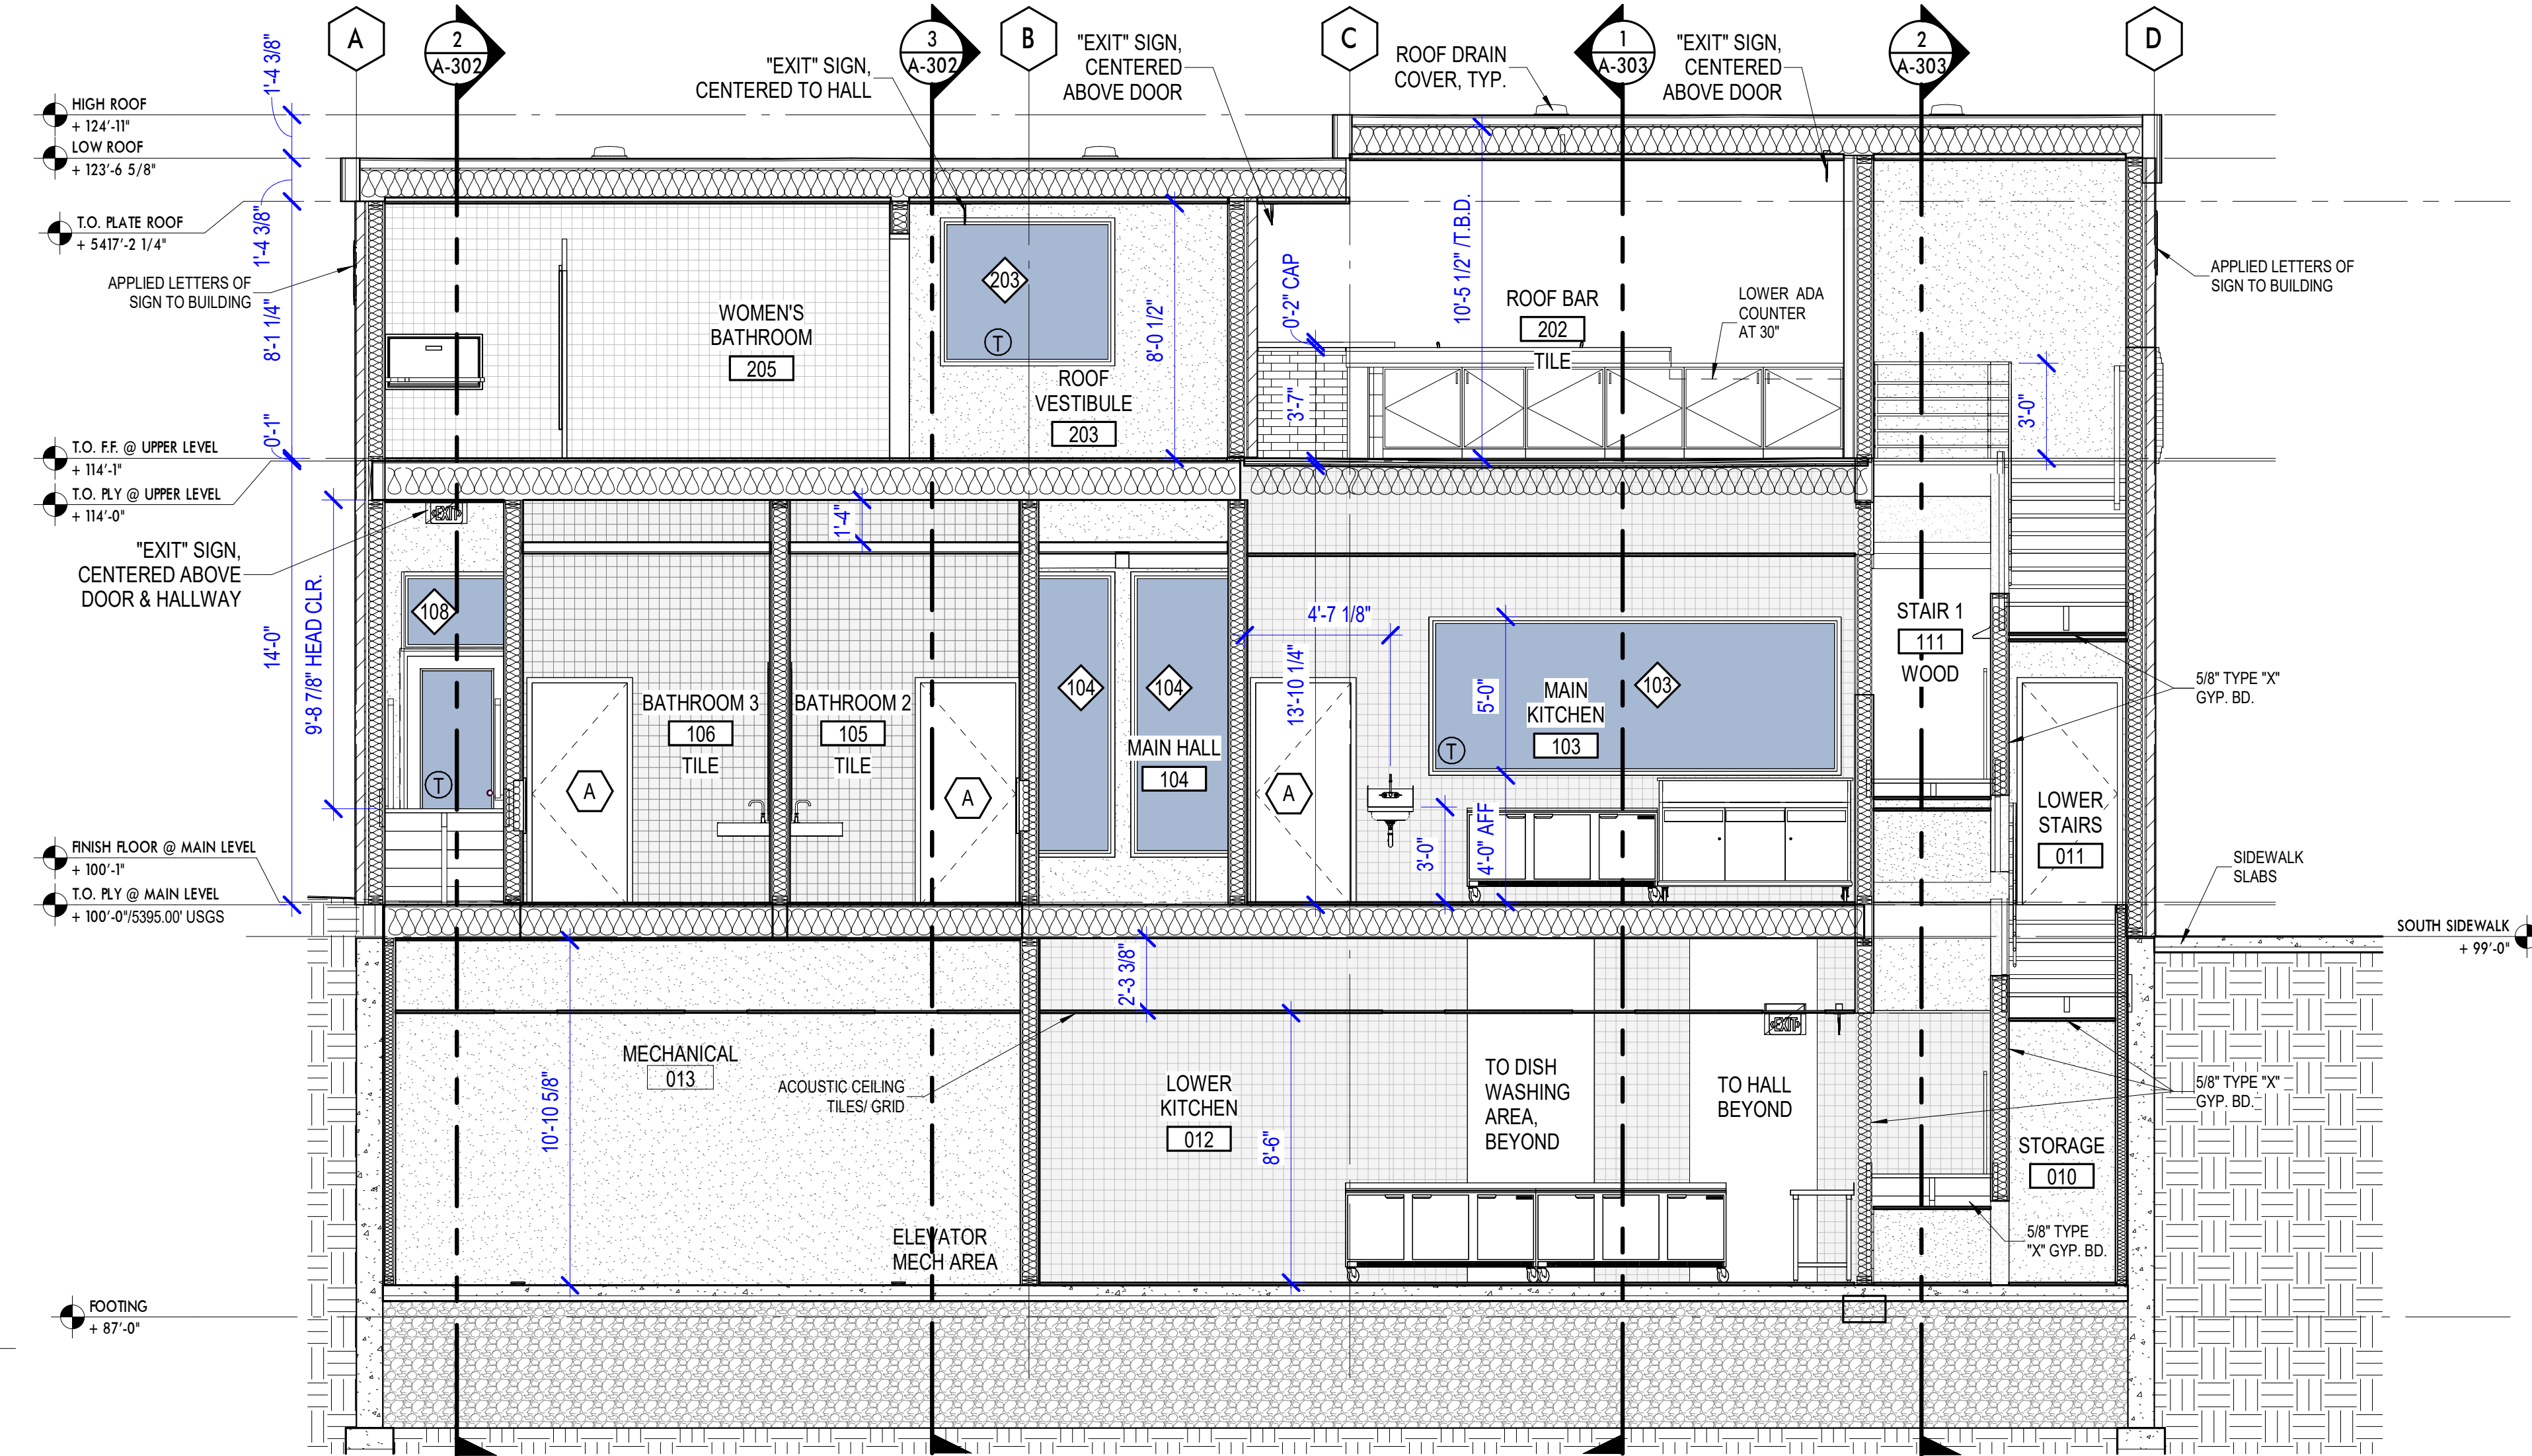 A
2
A-302
3
A-302
B
C
1
A-303
2
A-303
D
"EXIT" SIGN,
CENTERED TO HALL
"EXIT" SIGN,
CENTERED
ABOVE DOOR
ROOF DRAIN
COVER, TYP.
"EXIT" SIGN,
CENTERED
ABOVE DOOR
HIGH ROOF
+ 124'-11"
LOW ROOF
+ 123'-6 5/8"
T.O. PLATE ROOF
+ 5417'-2 1/4"
1'-4 3/8"
1'-4 3/8"
8'-1 1/4"
0'-1"
APPLIED LETTERS OF
SIGN TO BUILDING
WOMEN'S
BATHROOM
205
203
T
ROOF
VESTIBULE
203
8'-0 1/2"
0'-2" CAP
3'-7"
10'-5 1/2" /T.B.D.
ROOF BAR
202
TILE
LOWER ADA
COUNTER
AT 30"
3'-0"
APPLIED LETTERS OF
SIGN TO BUILDING
T.O. F.F. @ UPPER LEVEL
+ 114'-1"
T.O. PLY @ UPPER LEVEL
+ 114'-0"
"EXIT" SIGN,
CENTERED ABOVE
DOOR & HALLWAY
14'-0"
9'-8 7/8" HEAD CLR.
EXIT
108
T
1'-4"
A
BATHROOM 3
106
TILE
BATHROOM 2
105
TILE
A
104
104
MAIN HALL
104
A
4'-7 1/8"
13'-10 1/4"
5'-0"
MAIN
KITCHEN
103
103
T
3'-0"
4'-0" AFF
STAIR 1
111
WOOD
5/8" TYPE "X"
GYP. BD.
LOWER
STAIRS
011
SIDEWALK
SLABS
FINISH FLOOR @ MAIN LEVEL
+ 100'-1"
T.O. PLY @ MAIN LEVEL
+ 100'-0"/5395.00' USGS
SOUTH SIDEWALK
+ 99'-0"
2'-3 3/8"
10'-10 5/8"
MECHANICAL
013
ACOUSTIC CEILING
TILES/ GRID
ELEVATOR
MECH AREA
LOWER
KITCHEN
012
8'-6"
TO DISH
WASHING
AREA,
BEYOND
EXIT
TO HALL
BEYOND
5/8" TYPE "X"
GYP. BD.
STORAGE
010
5/8" TYPE
"X" GYP. BD.
FOOTING
+ 87'-0"